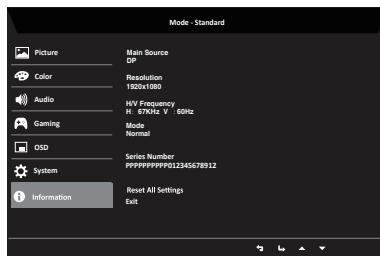 Mode - Standard
Picture
Color
Audio
Gaming
OSD
System
Information
Main Source
DP
Resolution
1920x1080
H/V Frequency
H: 67KHz V :60Hz
Mode
Normal
Series Number
PPPPPPPPPP012345678912
Reset All Settings
Exit